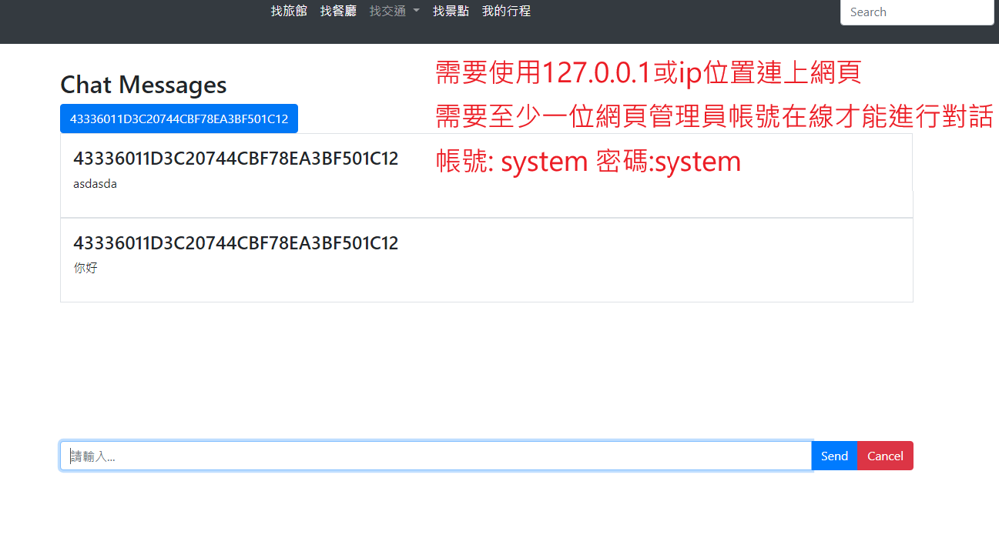 找旅館 找餐廳 找交通 找景點 我的行程 Search
需要使用127.0.0.1或ip位置連上網頁
Chat Messages
需要至少一位網頁管理員帳號在線才能進行對話
43336011D3C20744CBF78EA3BF501C12
帳號: system 密碼:system
43336011D3C20744CBF78EA3BF501C12
asdasda
43336011D3C20744CBF78EA3BF501C12
你好
請輸入... Send Cancel